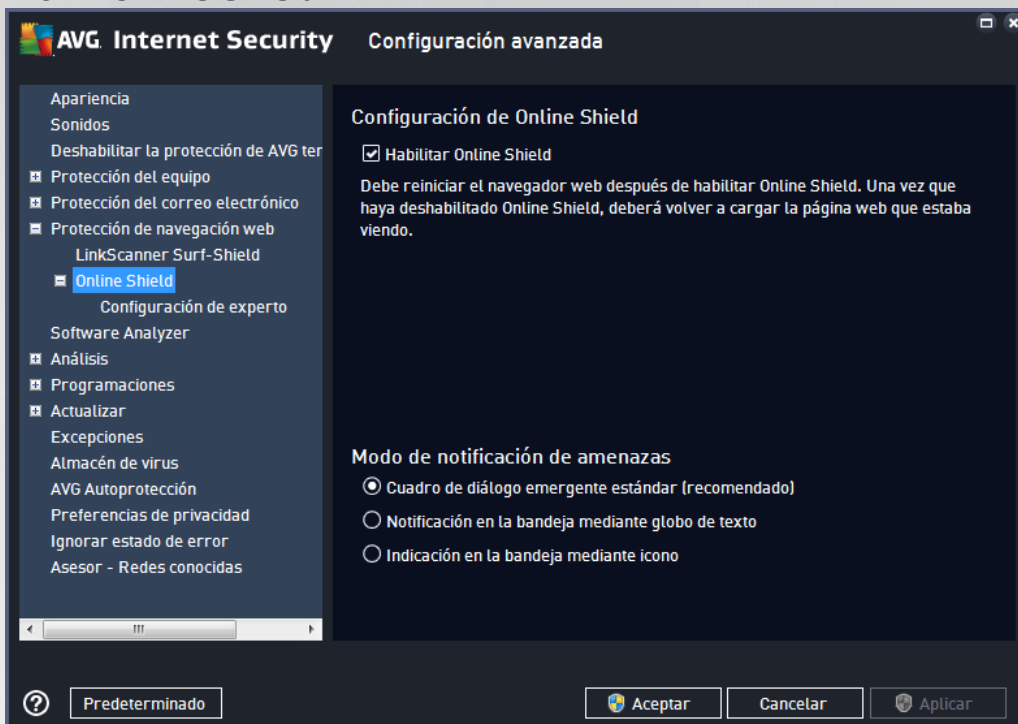 AVG. Internet Security
Configuración avanzada
Apariencia
Sonidos
Deshabilitar la protección de AVG ter
Protección del equipo
Protección del correo electrónico
Protección de navegación web
LinkScanner Surf-Shield
Online Shield
Configuración de experto
Software Analyzer
Análisis
Programaciones
Actualizar
Excepciones
Almacén de virus
AVG Autoprotección
Preferencias de privacidad
Ignorar estado de error
Asesor - Redes conocidas
Configuración de Online Shield
Habilitar Online Shield
Debe reiniciar el navegador web después de habilitar Online Shield. Una vez que
haya deshabilitado Online Shield, deberá volver a cargar la página web que estaba
viendo.
Modo de notificación de amenazas
Cuadro de diálogo emergente estándar (recomendado)
Notificación en la bandeja mediante globo de texto
Indicación en la bandeja mediante icono
Predeterminado
Aceptar
Cancelar
Aplicar